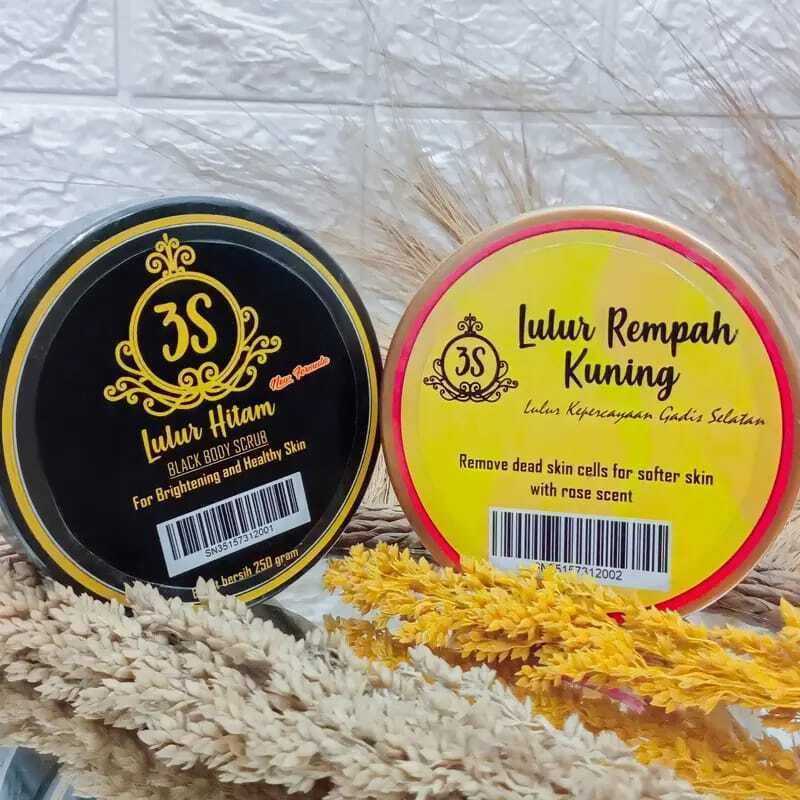 3S
New Formula
Lulur Hitam
BLACK BODY SCRUB
For Brightening and Healthy Skin
SN35157312001
bersih 250 gram
3S
Lulur Rempah
Kuning
Lulur Kepercayaan Gadis Selatan
Remove dead skin cells for softer skin
with rose scent
SN35157312002